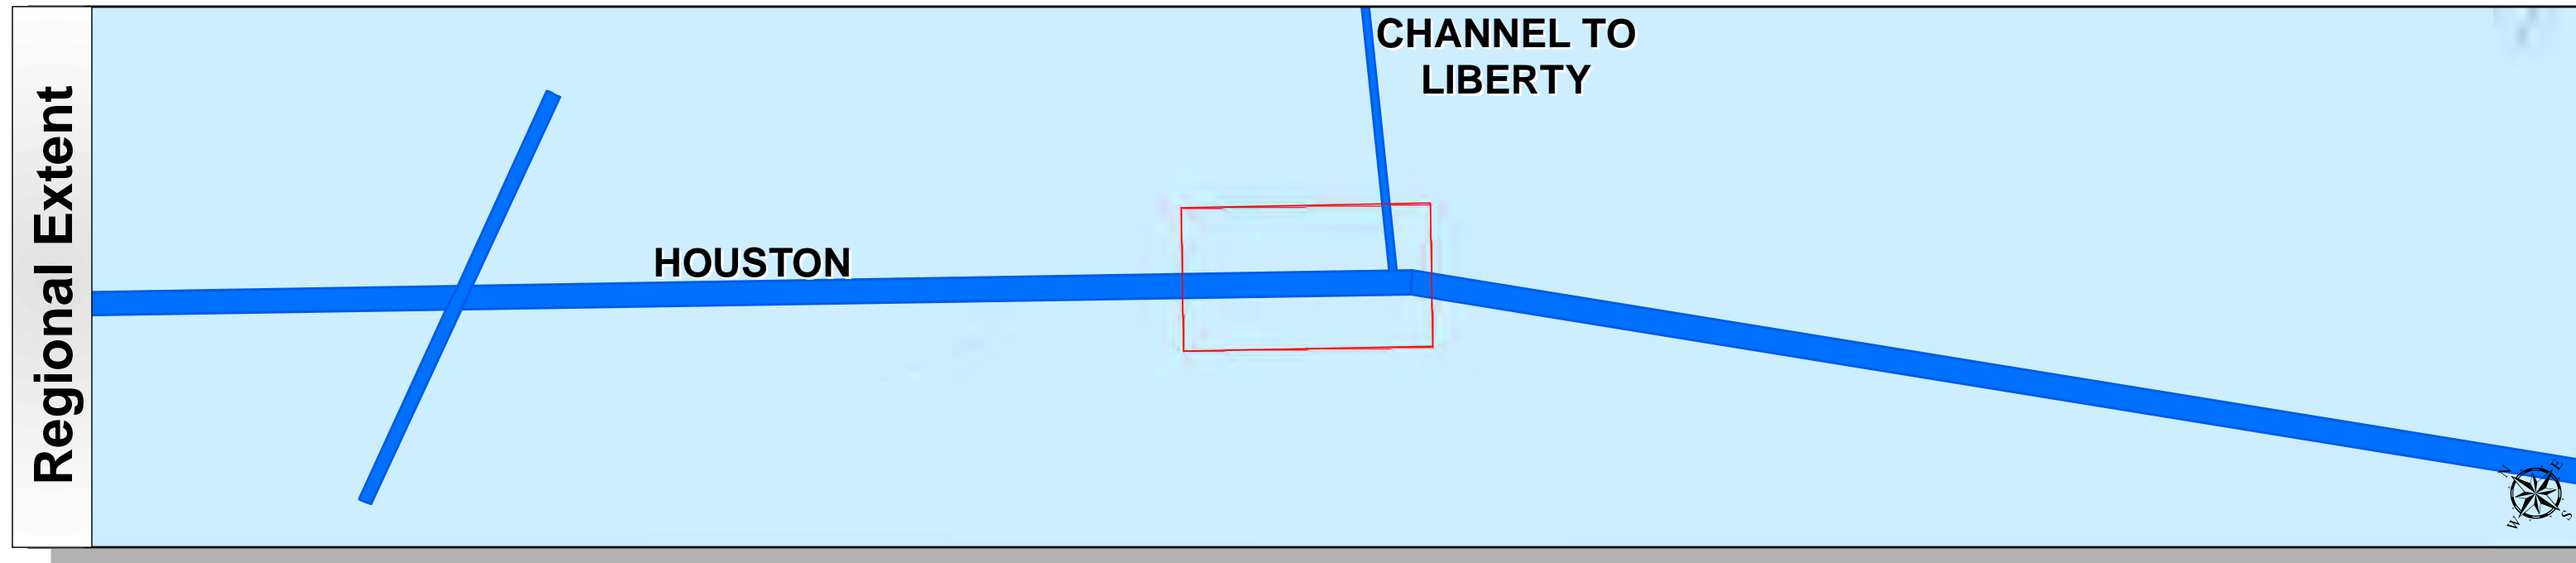 Regional Extent
CHANNEL TO
LIBERTY
HOUSTON
N
E
W
S